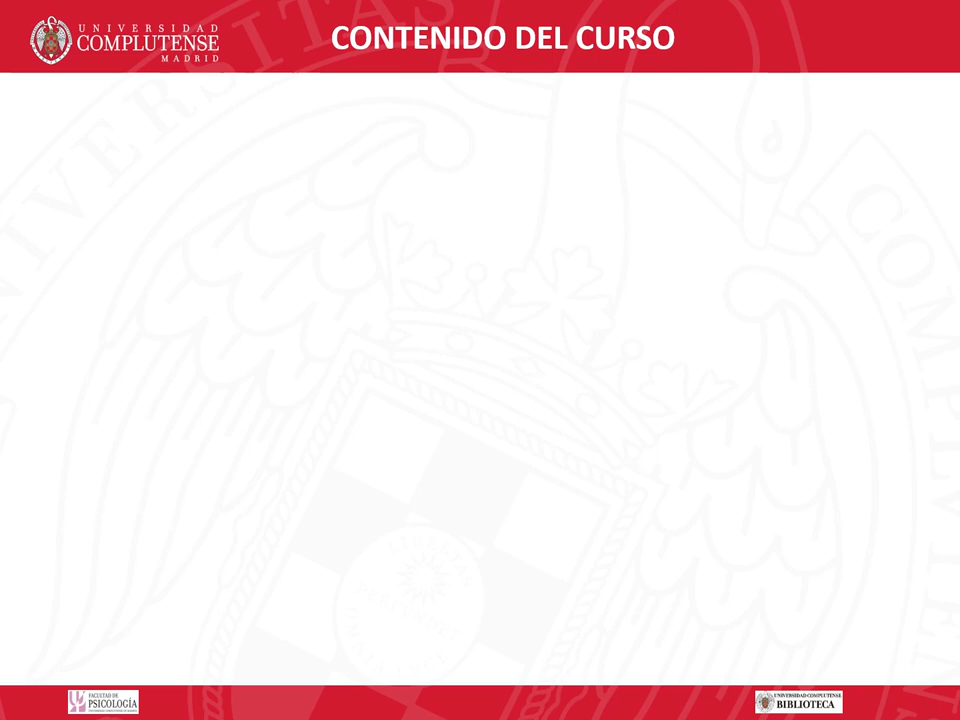 UNIVERSIDAD
COMPLUTENSE
MADRID
CONTENIDO DEL CURSO
FACULTAD DE
PSICOLOGÍA
UNIVERSIDAD COMPLUTENSE
BIBLIOTECA